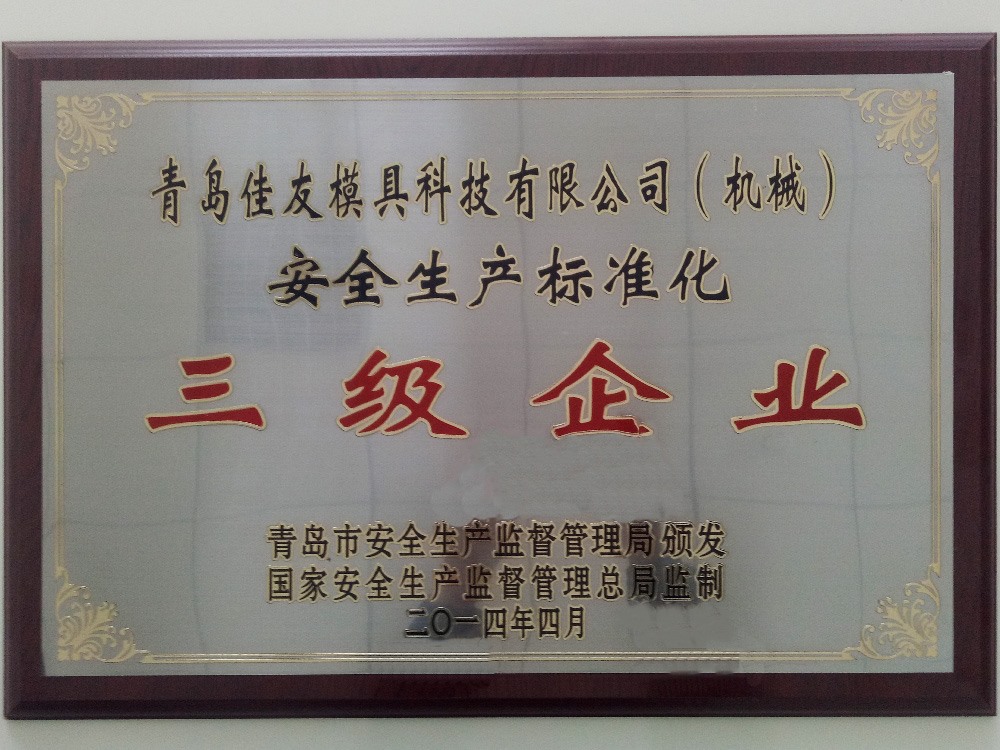 青岛佳友模具科技有限公司（机械）
安全生产标准化
三级企业
青岛市安全生产监督管理局 颁发
国家安全生产监督管理总局监制
二〇一四年四月